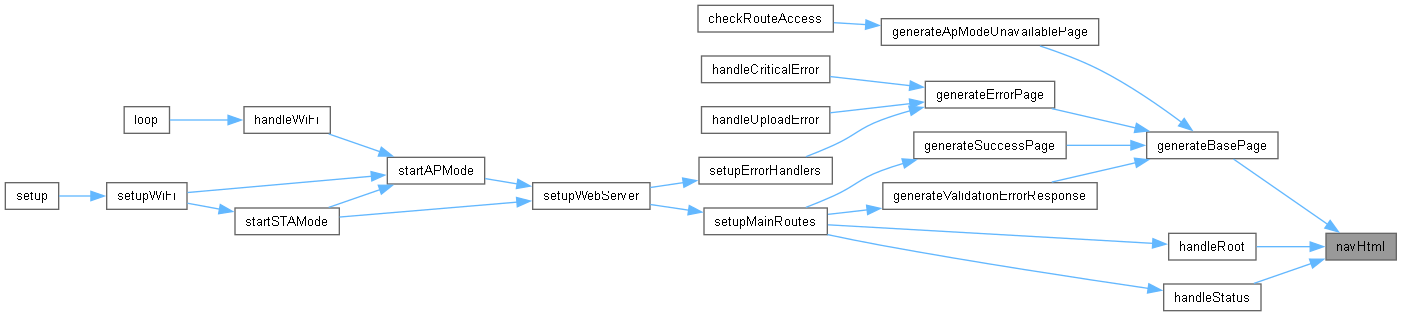 checkRouteAccess
generateApModeUnavailablePage
handleCriticalError
generateErrorPage
loop
handleWiFi
handleUploadError
generateSuccessPage
generateBasePage
startAPMode
setupErrorHandlers
setup
setupWiFi
setupWebServer
generateValidationErrorResponse
startSTAMode
setupMainRoutes
handleRoot
navHtml
handleStatus